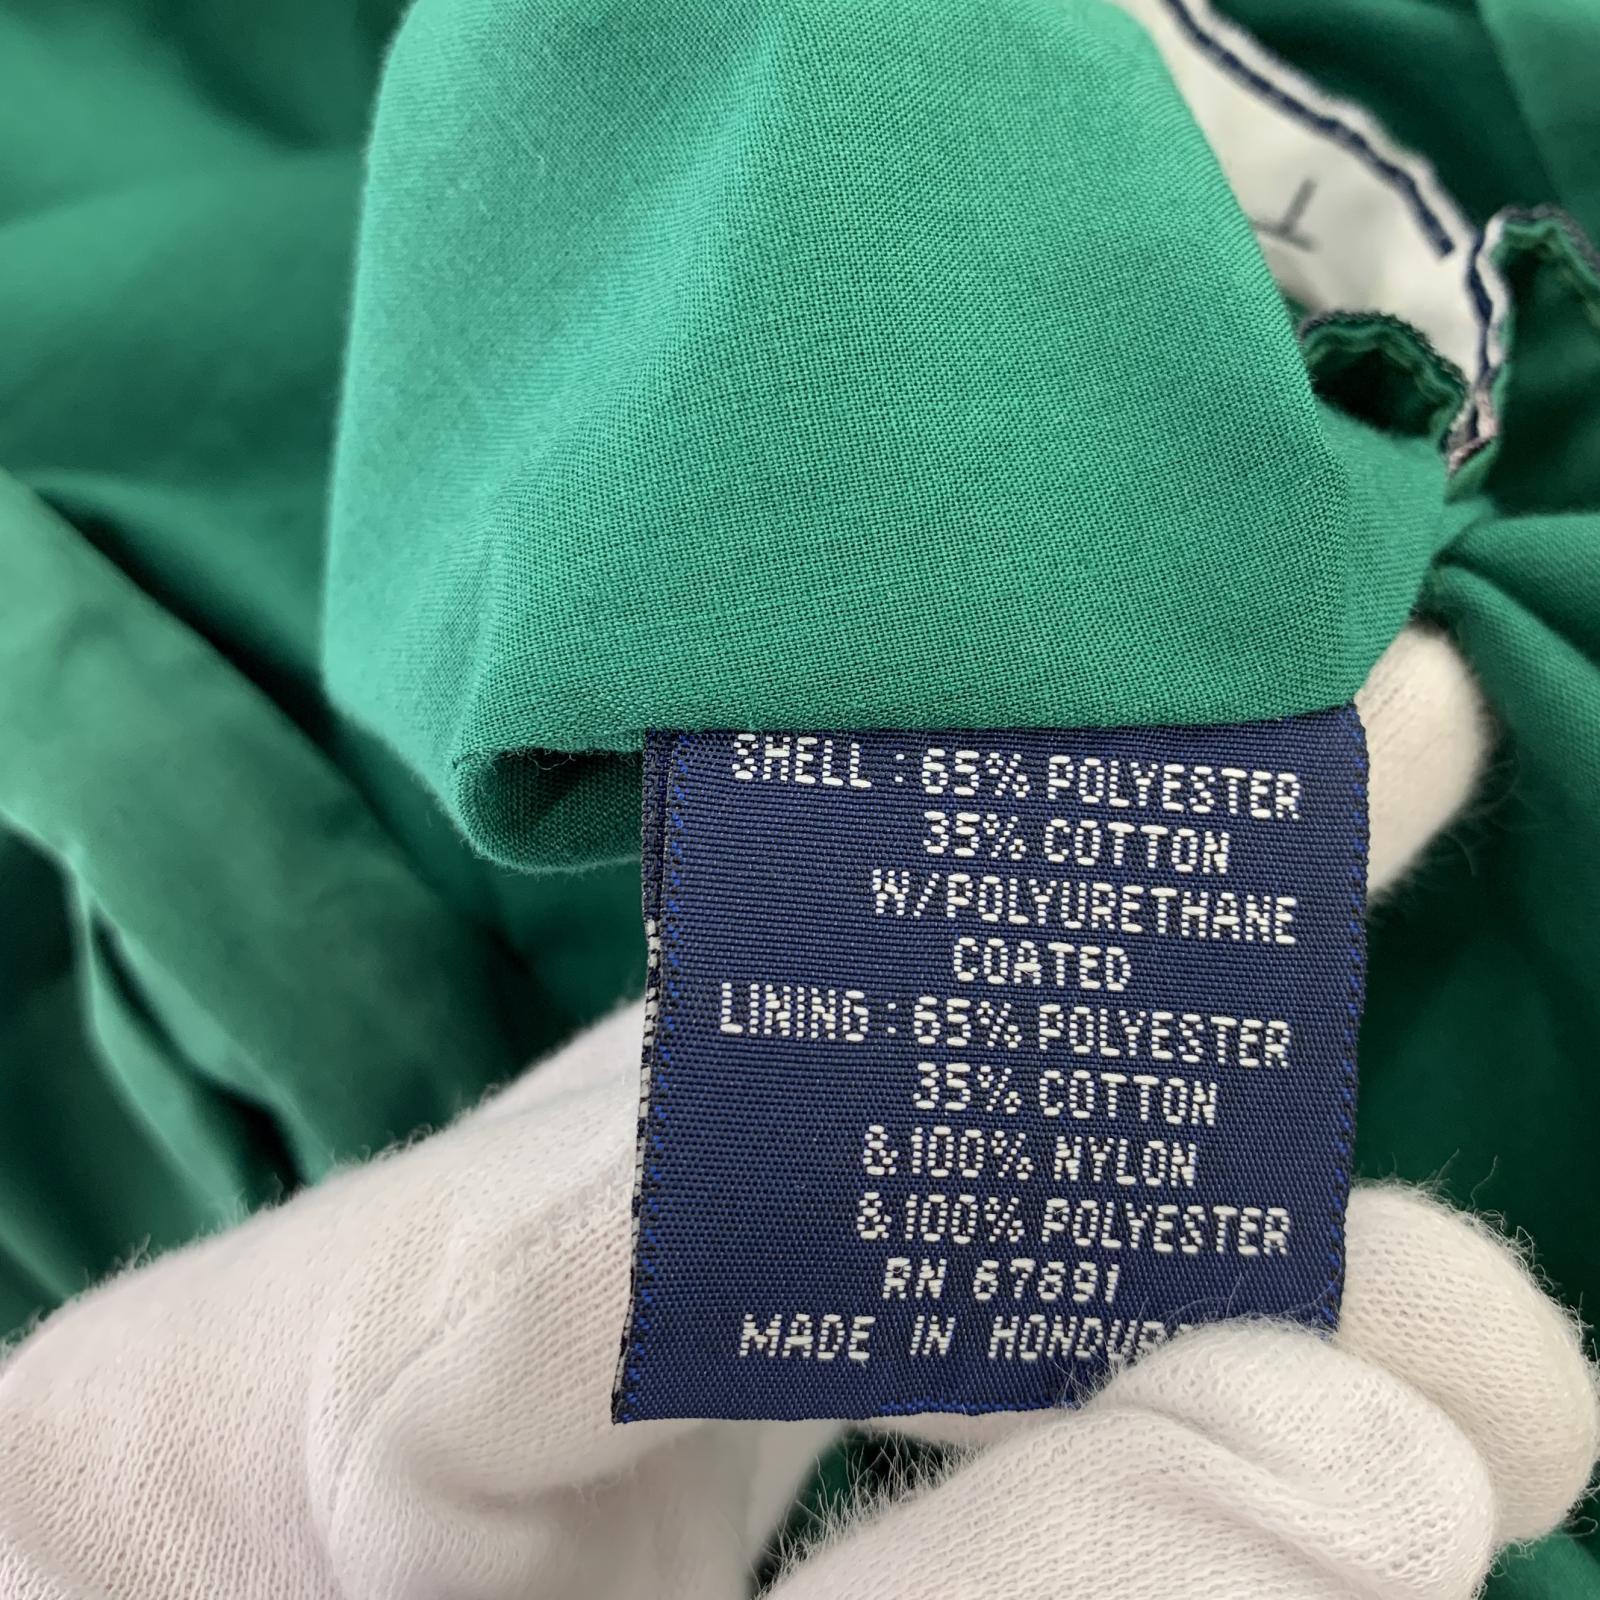 SHELL : 65% POLYESTER
35% COTTON
W/POLYURETHANE
COATED
LINING : 65% POLYESTER
35% COTTON
& 100% NYLON
& 100% POLYESTER
RN 67891
MADE IN